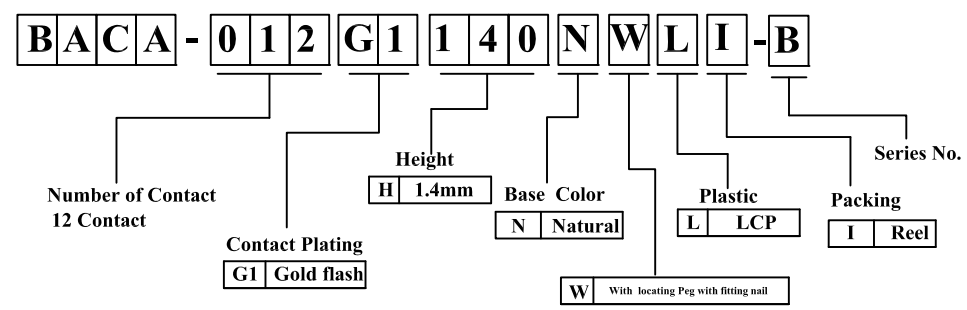 BACA-012G1140NWLI-B
Series No.
Number of Contact
12 Contact
Contact Plating
G1 Gold flash
Height
H 1.4mm
Base Color
N Natural
W With locating Peg with fitting nail
Plastic
L LCP
Packing
I Reel